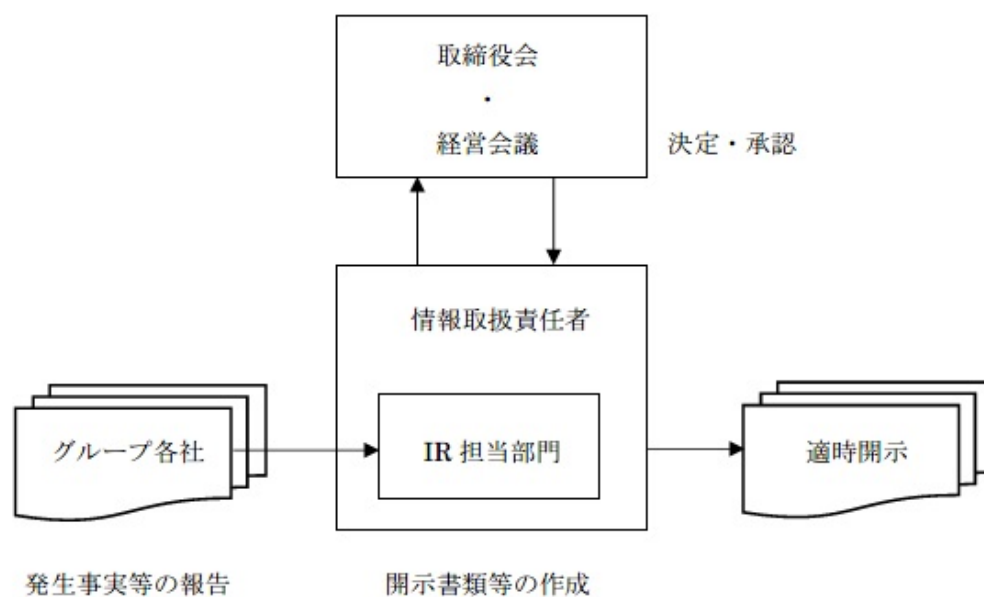 取締役会
・
経営会議
決定・承認
情報取扱責任者
グループ各社
IR 担当部門
適時開示
発生事実等の報告
開示書類等の作成